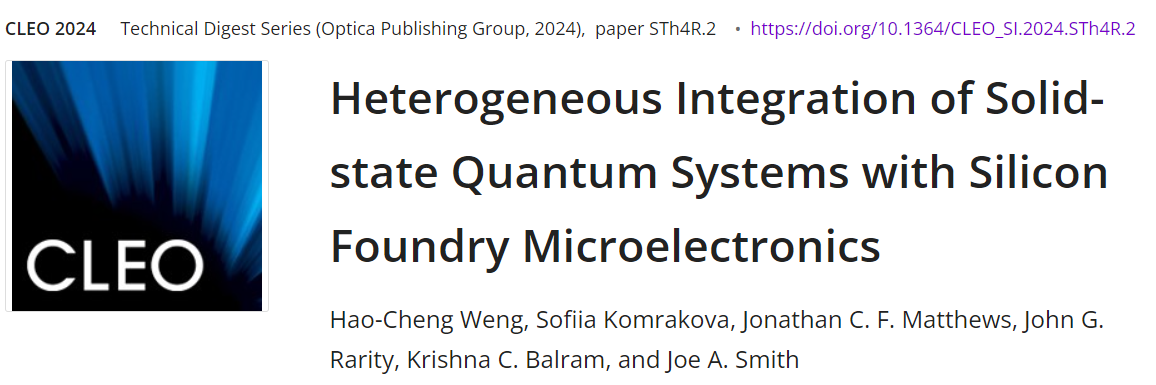 CLEO 2024 Technical Digest Series (Optica Publishing Group, 2024), paper STh4R.2 • https://doi.org/10.1364/CLEO_SI.2024.STh4R.2
CLEO
Heterogeneous Integration of Solid-
state Quantum Systems with Silicon
Foundry Microelectronics
Hao-Cheng Weng, Sofiia Komrakova, Jonathan C. F. Matthews, John G.
Rarity, Krishna C. Balram, and Joe A. Smith